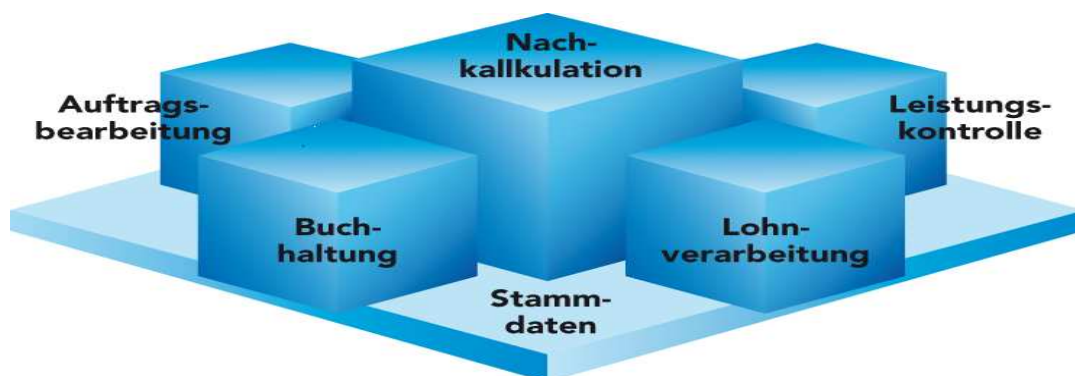 Nach-
kallkulation
Auftrags-
bearbeitung
Leistungs-
kontrolle
Buch-
haltung
Lohn-
verarbeitung
Stamm-
daten